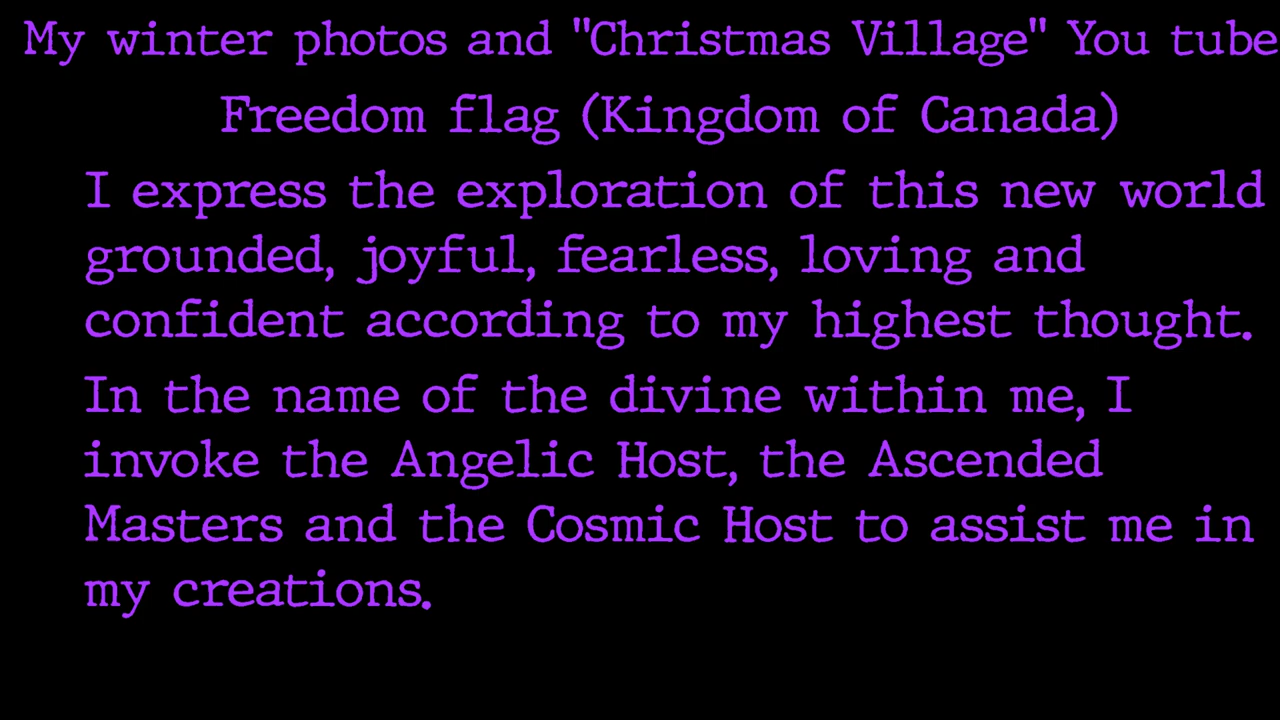 My winter photos and "Christmas Village" You tube
Freedom flag (Kingdom of Canada)
I express the exploration of this new world
grounded, joyful, fearless, loving and
confident according to my highest thought.
In the name of the divine within me, I
invoke the Angelic Host, the Ascended
Masters and the Cosmic Host to assist me in
my creations.